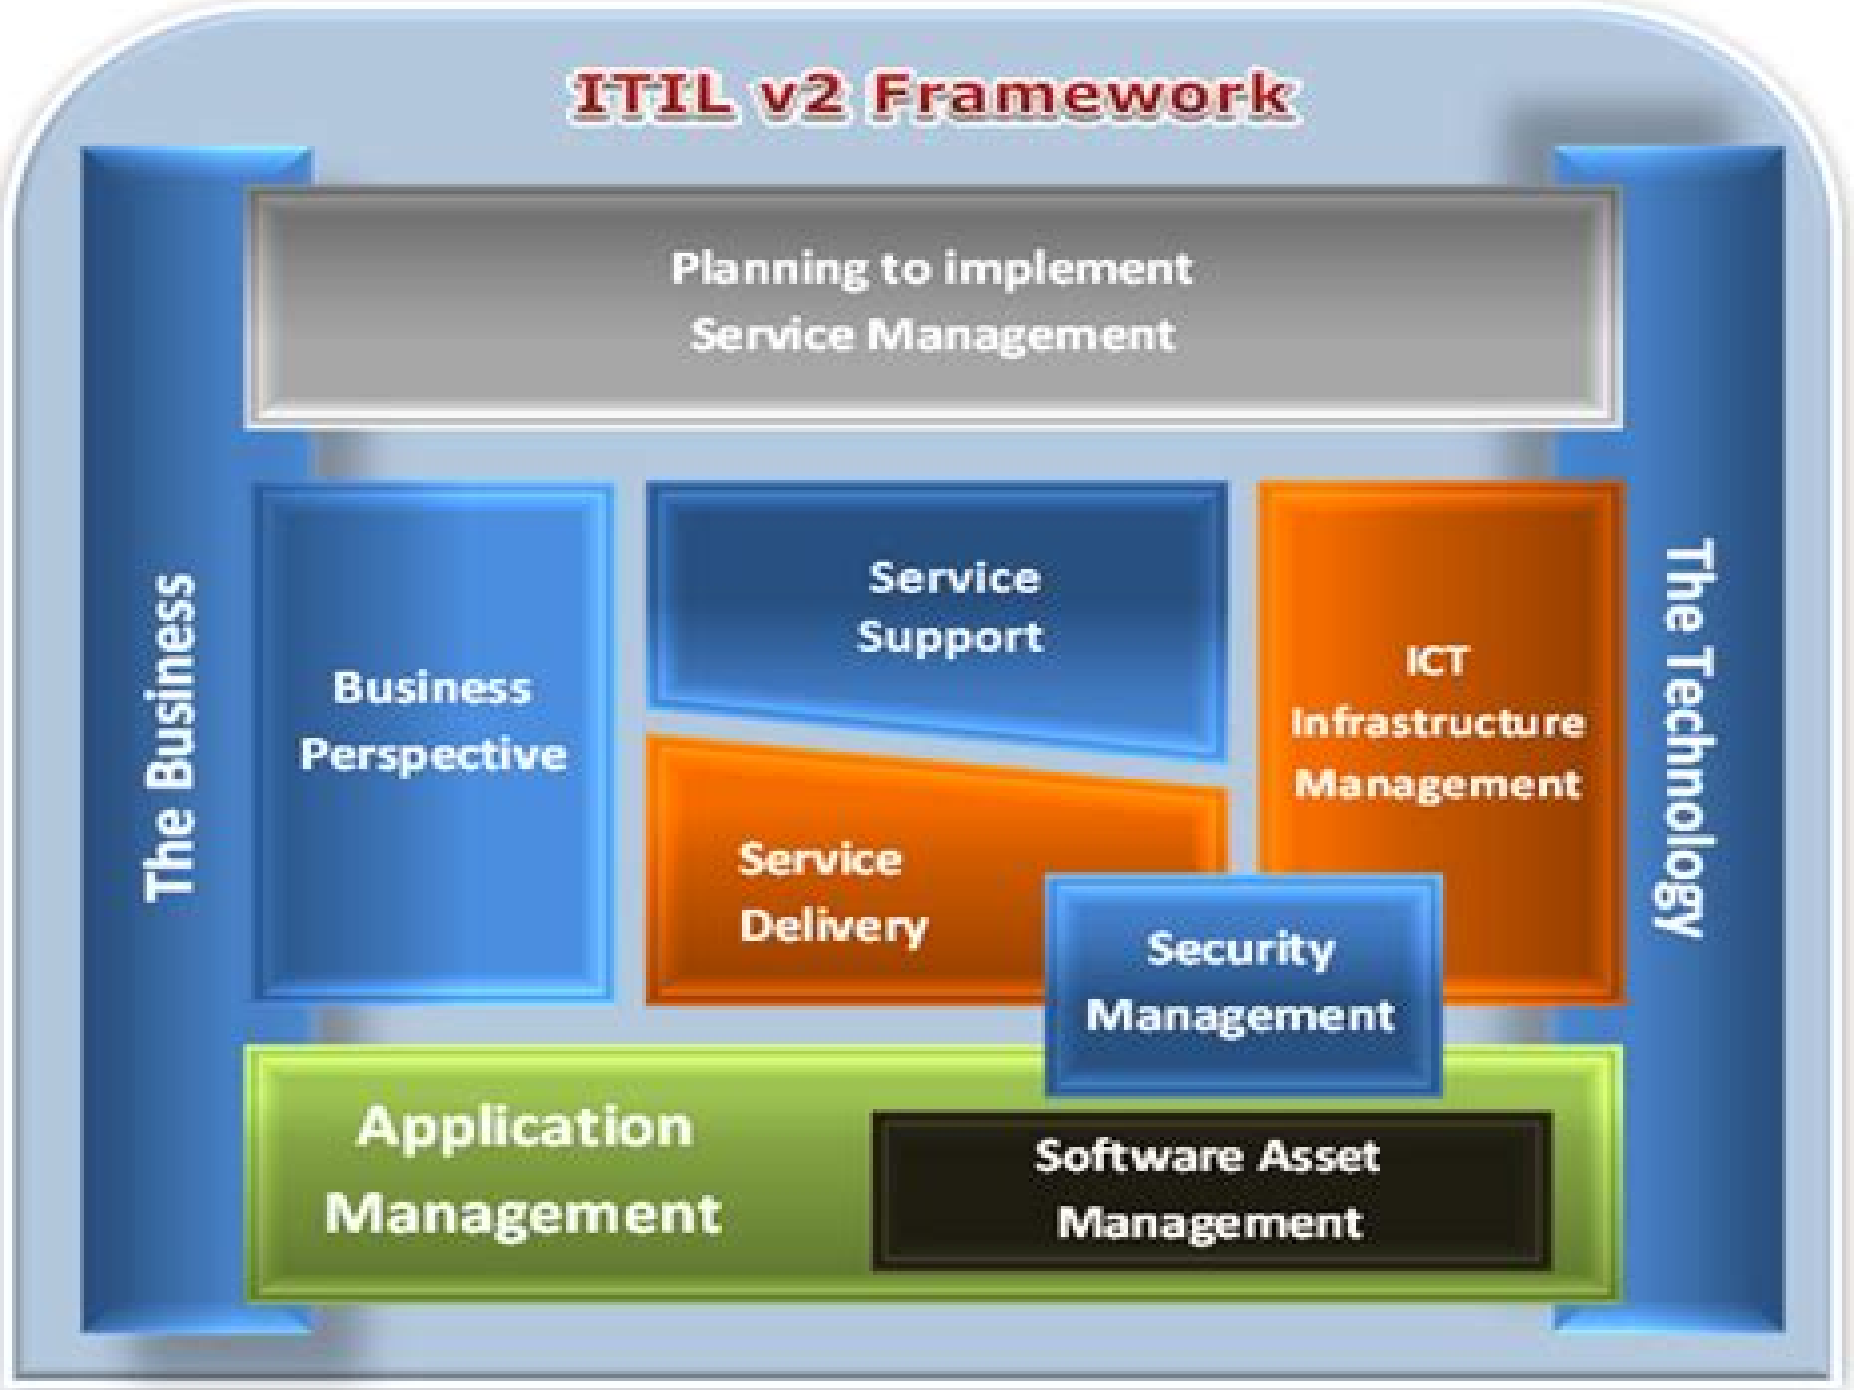 ITIL v2 Framework
Planning to implement
Service Management
The Business
Business
Perspective
Service
Support
ICT
Infrastructure
Management
The Technology
Service
Delivery
Security
Management
Application
Management
Software Asset
Management